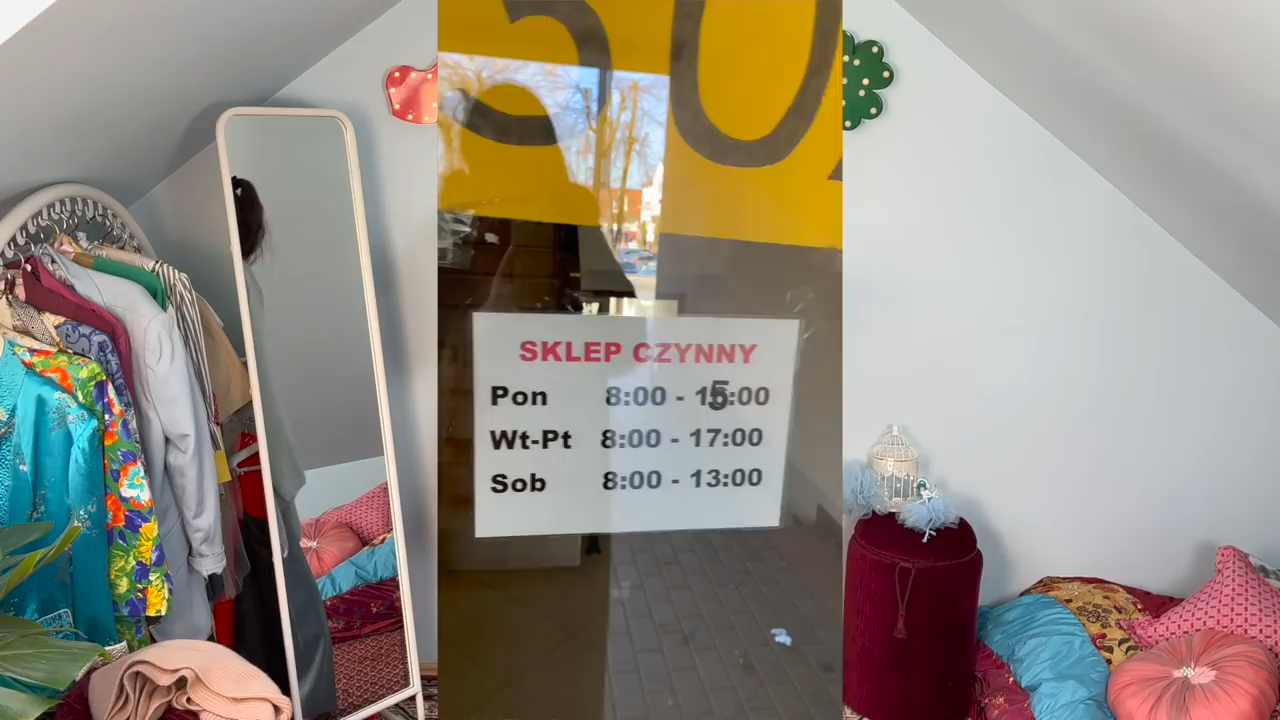 SKLEP CZYNNY
Pon 8:00 - 15:00
Wt-Pt 8:00 - 17:00
Sob 8:00 - 13:00